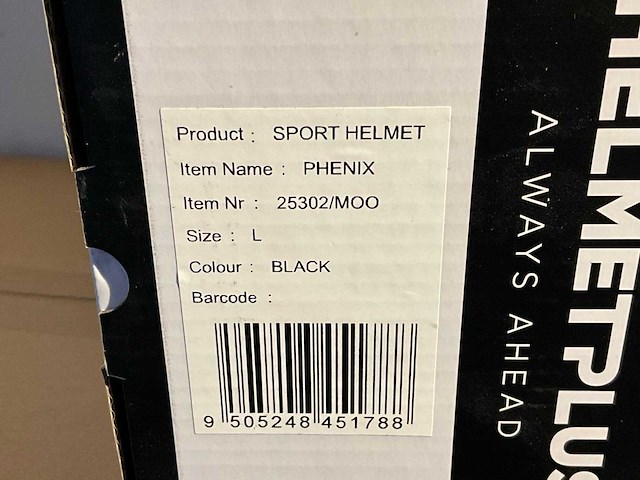 Product : SPORT HELMET
Item Name : PHENIX
Item Nr : 25302/MOO
Size : L
Colour : BLACK
Barcode :
9 505248 451788
HELMETPLUS
ALWAYS AHEAD